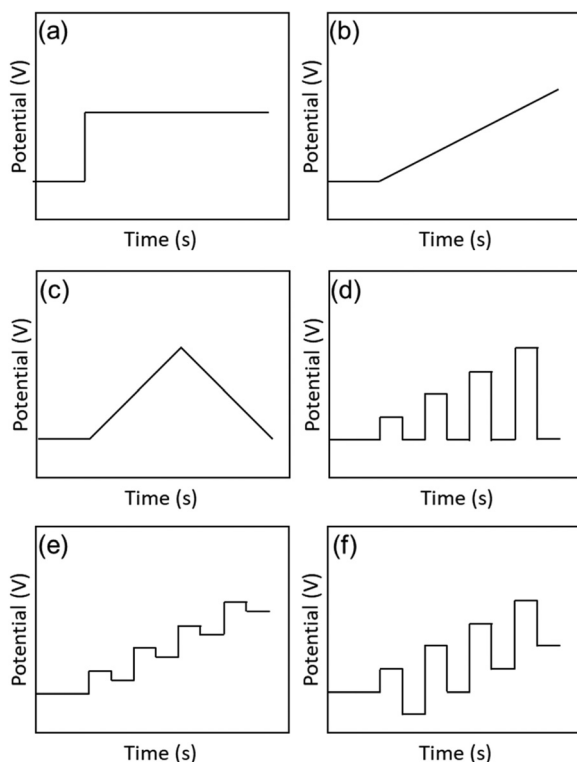 (a)
Potential (V)
Time (s)
(b)
Potential (V)
Time (s)
(c)
Potential (V)
Time (s)
(d)
Potential (V)
Time (s)
(e)
Potential (V)
Time (s)
(f)
Potential (V)
Time (s)